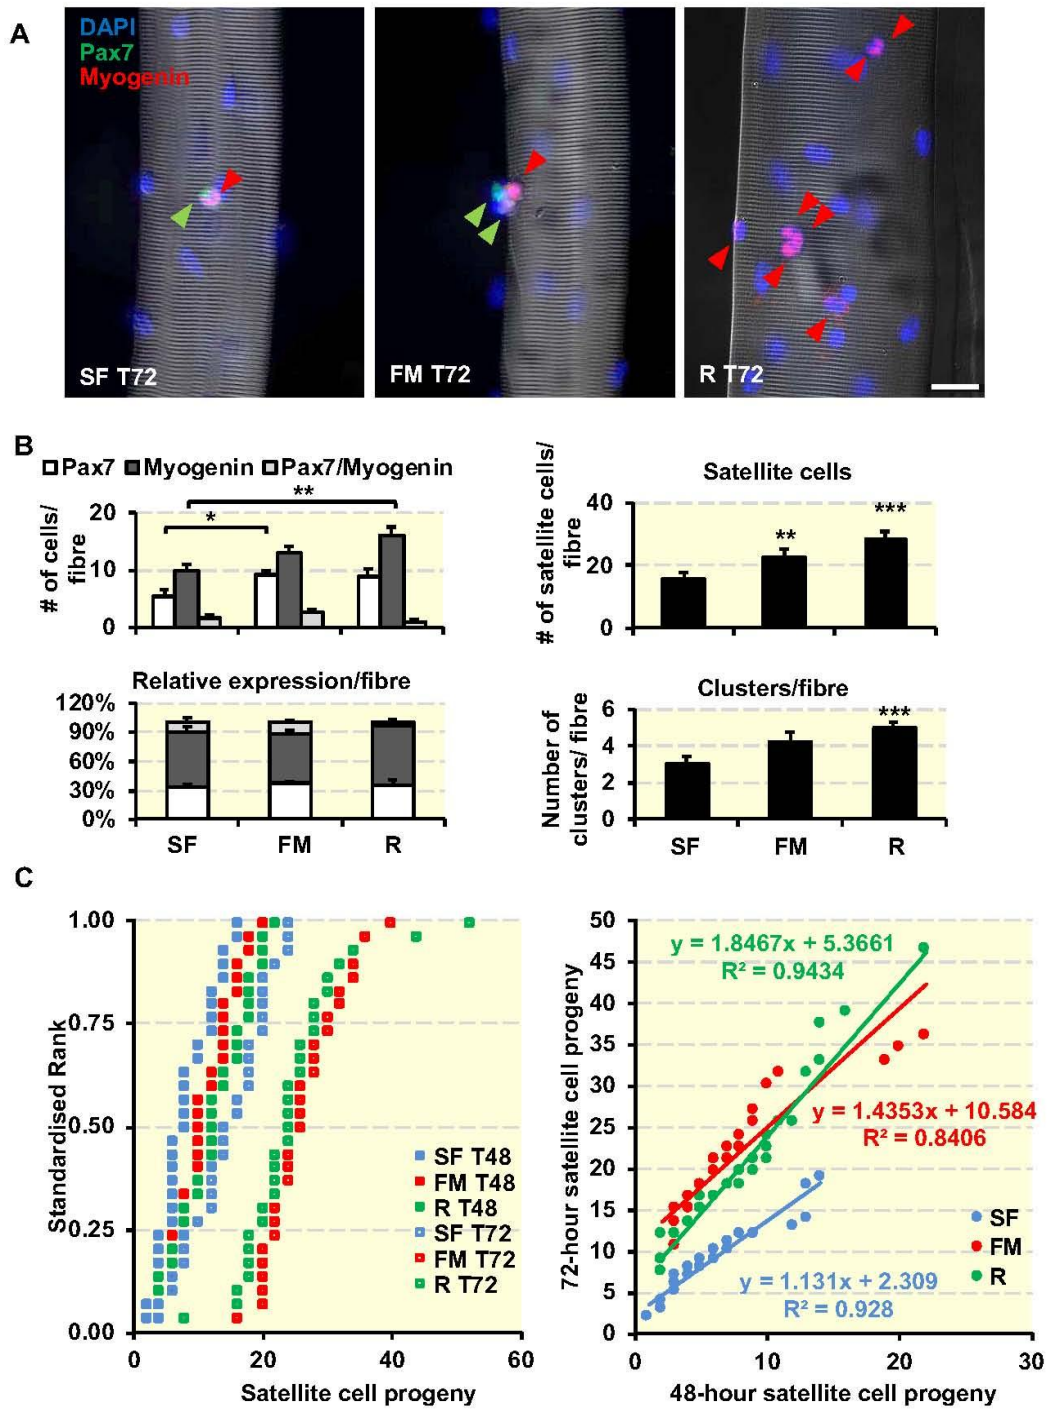 A
DAPI
Pax7
Myogenin
SF T72
FM T72
R T72
B
Pax7 Myogenin Pax7/Myogenin
**
*
20
10
0
# of cells/
fibre
Satellite cells
**
***
40
20
0
# of satellite cells/
fibre
Relative expression/fibre
120%
90%
60%
30%
0%
SF FM R
Clusters/fibre
***
6
4
2
0
Number of
clusters/ fibre
SF FM R
C
1.00
0.75
0.50
0.25
0.00
Standardised Rank
SF T48
FM T48
R T48
SF T72
FM T72
R T72
0 20 40 60
Satellite cell progeny
50
45
40
35
30
25
20
15
10
5
0
72-hour satellite cell progeny
y = 1.8467x + 5.3661
R² = 0.9434
y = 1.4353x + 10.584
R² = 0.8406
y = 1.131x + 2.309
R² = 0.928
SF
FM
R
0 10 20 30
48-hour satellite cell progeny